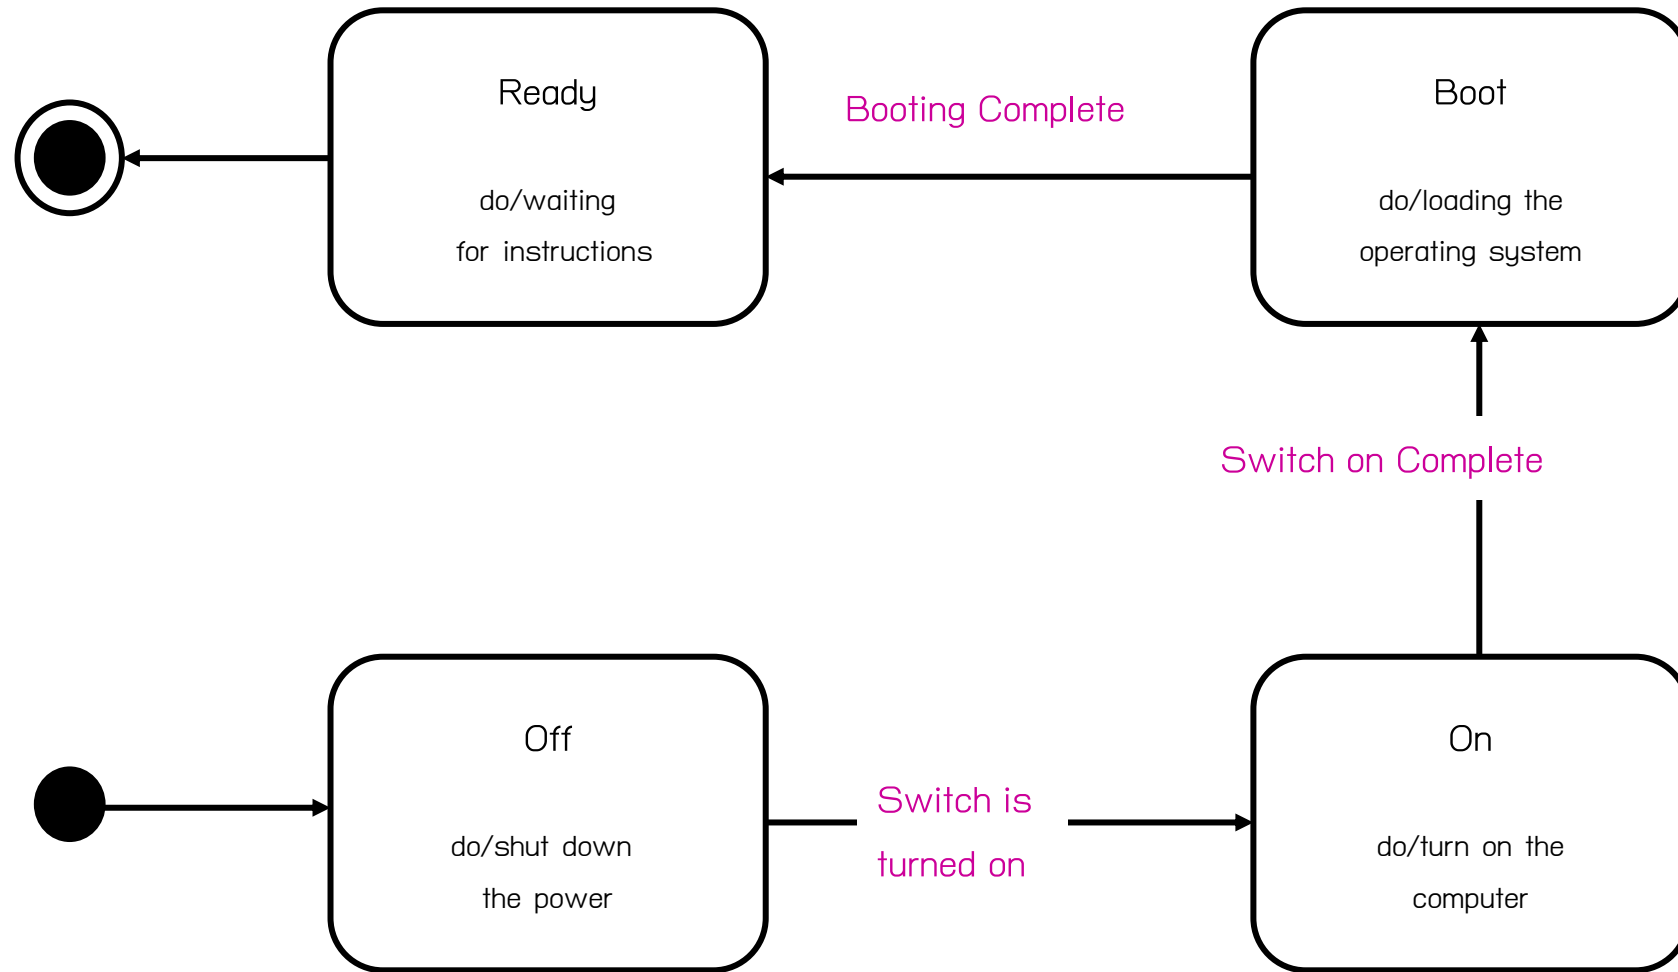 Ready
do/waiting
for instructions
Booting Complete
Boot
do/loading the
operating system
Switch on Complete
Off
do/shut down
the power
Switch is
turned on
On
do/turn on the
computer